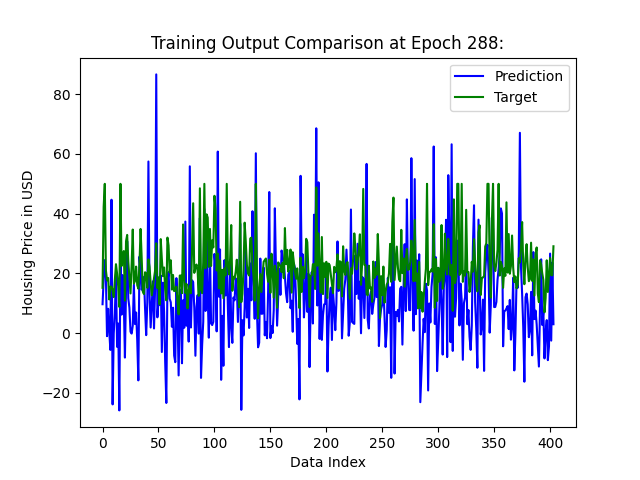 Training Output Comparison at Epoch 288:
Prediction
Target
Housing Price in USD
80
60
40
20
0
−20
0 50 100 150 200 250 300 350 400
Data Index